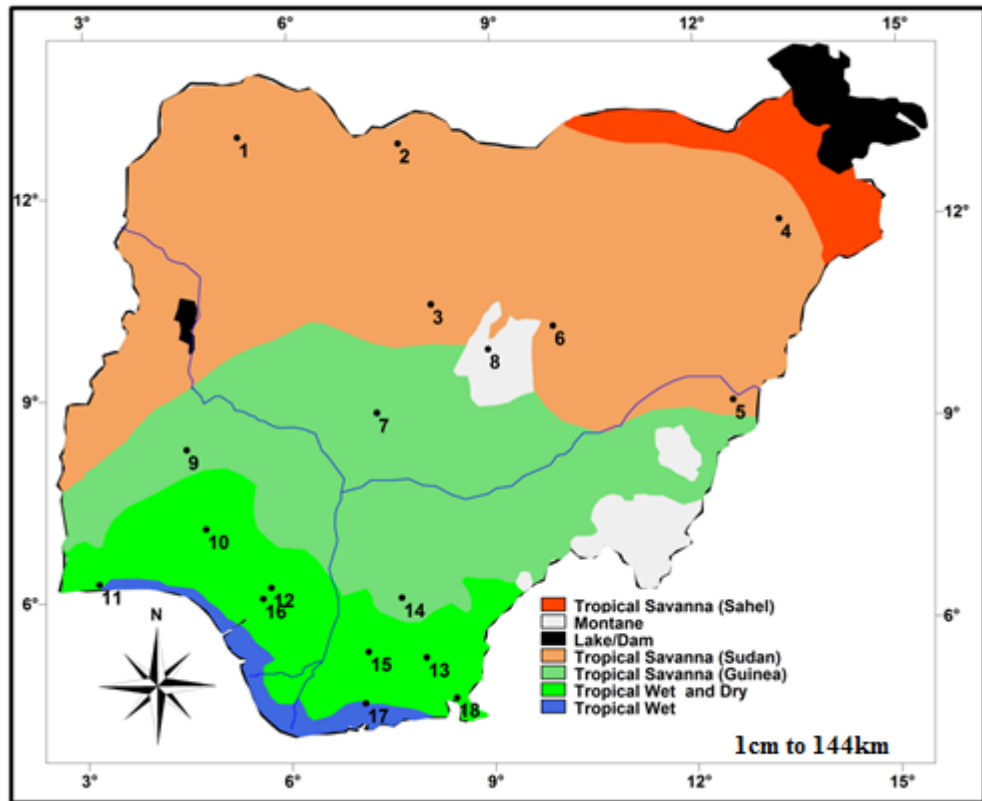 3° 6° 9° 12° 15°
1
2
12° 12°
4
3
6
8
9° 9°
5
7
9
10
11
12
16
14
6° 6°
N
15
13
17
18
Tropical Savanna (Sahel)
Montane
Lake/Dam
Tropical Savanna (Sudan)
Tropical Savanna (Guinea)
Tropical Wet and Dry
Tropical Wet
1cm to 144km
3° 6° 9° 12° 15°